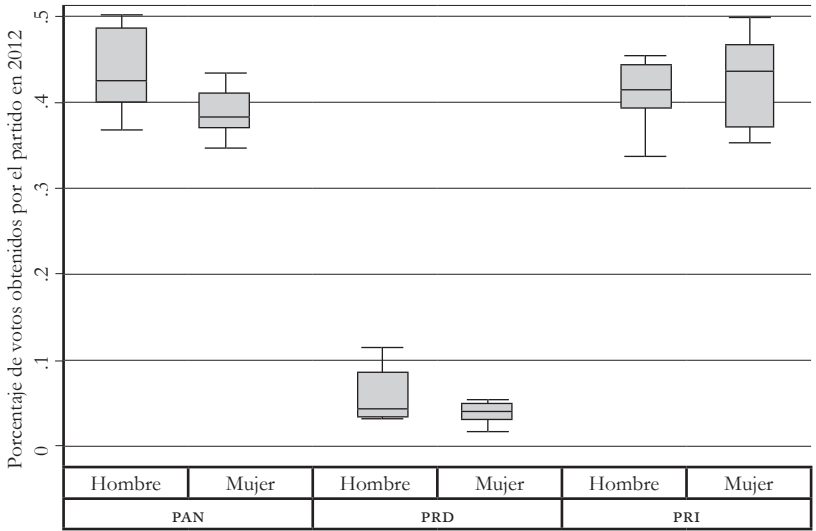 Porcentaje de votos obtenidos por el partido en 2012
.5
.4
.3
.2
.1
0
Hombre Mujer Hombre Mujer Hombre Mujer
PAN PRD PRI